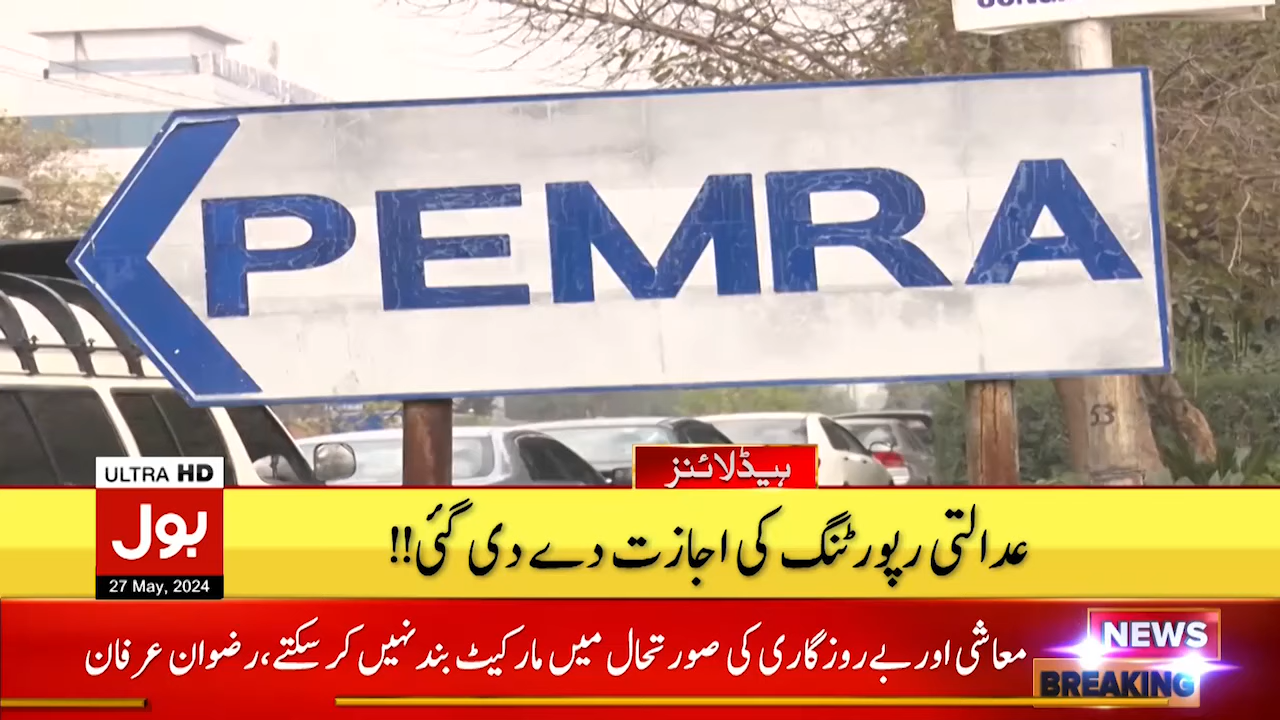 PEMRA
53
ہیڈلائنز
ULTRA HD
بول
27 May, 2024
عدالتی رپورٹنگ کی اجازت دے دی گئی!!
معاشی اور بے روزگاری کی صورتحال میں مارکیٹ بند نہیں کر سکتے، رضوان عرفان
NEWS
BREAKING